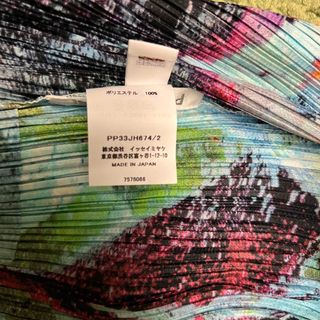 ポリエステル 100%
PP33JH674/2
株式会社 イッセイミヤケ
東京都渋谷区富ヶ谷1-12-10
MADE IN JAPAN
7576066